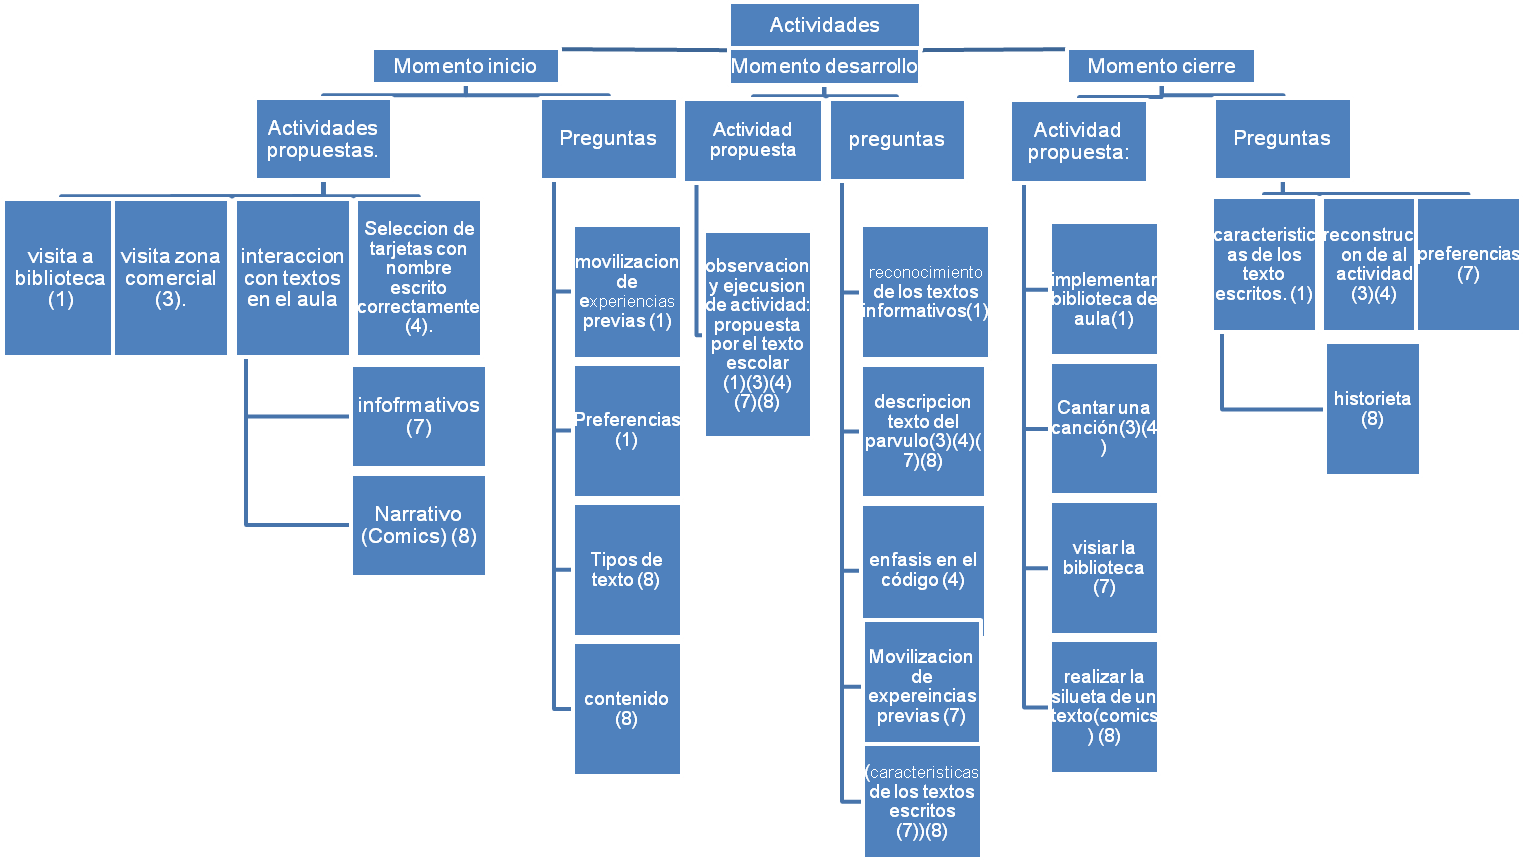 Actividades
Momento inicio
Momento desarrollo
Momento cierre
Actividades
propuestas.
Preguntas
Actividad
propuesta
preguntas
Actividad
propuesta:
Preguntas
visita a
biblioteca
(1)
visita zona
comercial
(3).
interaccion
con textos
en el aula
Seleccion de
tarjetas con
nombre
escrito
correctamente
(4).
infofrmativos
(7)
Narrativo
(Comics) (8)
movilizacion
de
experiencias
previas (1)
Preferencias
(1)
Tipos de
texto (8)
contenido
(8)
observacion
y ejecusion
de actividad:
propuesta
por el texto
escolar
(1)(3)(4)
(7)(8)
reconocimiento
de los textos
informativos(1)
descripcion
texto del
parvulo(3)(4)(
7)(8)
enfasis en el
código (4)
Movilizacion
de
expereincias
previas (7)
(caracteristicas
de los textos
escritos
(7))(8)
implementar
biblioteca de
aula(1)
Cantar una
canción(3)(4
)
visiar la
biblioteca
(7)
realizar la
silueta de un
texto(comics
) (8)
caracteristic
as de los
texto
escritos. (1)
reconstrucci
on de al
actividad
(3)(4)
preferencias
(7)
historieta
(8)